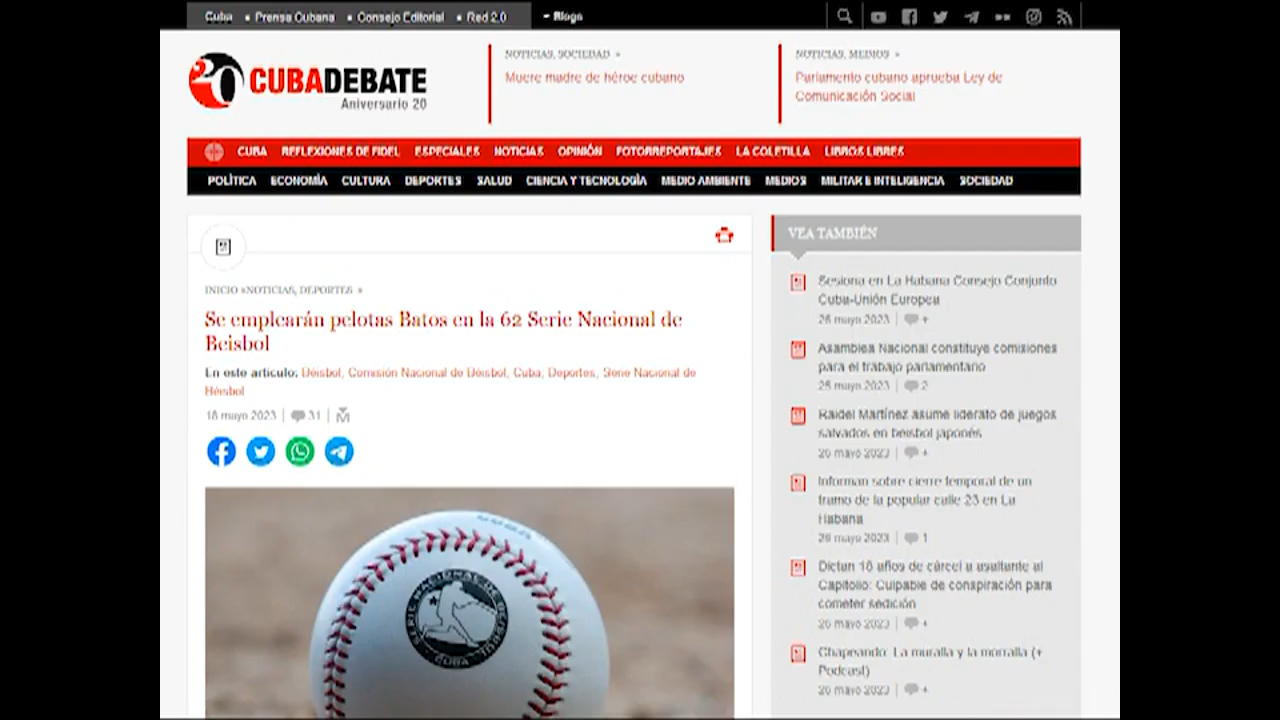 Cuba ▪ Prensa Cubana ▪ Consejo Editorial ▪ Red 2.0 – Blogs
20 CUBADEBATE
Aniversario 20
NOTICIAS, SOCIEDAD »
Muere madre de héroe cubano
NOTICIAS, MEDIOS »
Parlamento cubano aprueba Ley de
Comunicación Social
CUBA REFLEXIONES DE FIDEL ESPECIALES NOTICIAS OPINIÓN FOTORREPORTAJES LA COLETILLA LIBROS LIBRES
POLÍTICA ECONOMÍA CULTURA DEPORTES SALUD CIENCIA Y TECNOLOGÍA MEDIO AMBIENTE MEDIOS MILITAR E INTELIGENCIA SOCIEDAD
INICIO »NOTICIAS, DEPORTES »
Se emplearán pelotas Batos en la 62 Serie Nacional de
Beisbol
En este artículo: Béisbol, Comisión Nacional de Béisbol, Cuba, Deportes, Serie Nacional de
Béisbol
18 mayo 2023 | 31 |
SERIE NACIONAL DE BEISBOL
CUBA
VEA TAMBIÉN
Sesiona en La Habana Consejo Conjunto
Cuba-Unión Europea
26 mayo 2023 | +
Asamblea Nacional constituye comisiones
para el trabajo parlamentario
26 mayo 2023 | 2
Raidel Martínez asume liderato de juegos
salvados en beisbol japonés
26 mayo 2023 | +
Informan sobre cierre temporal de un
tramo de la popular calle 23 en La
Habana
26 mayo 2023 | 1
Dictan 18 años de cárcel a asaltante al
Capitolio: Culpable de conspiración para
cometer sedición
26 mayo 2023 | +
Chapeando: La muralla y la morralla (+
Podcast)
26 mayo 2023 | +